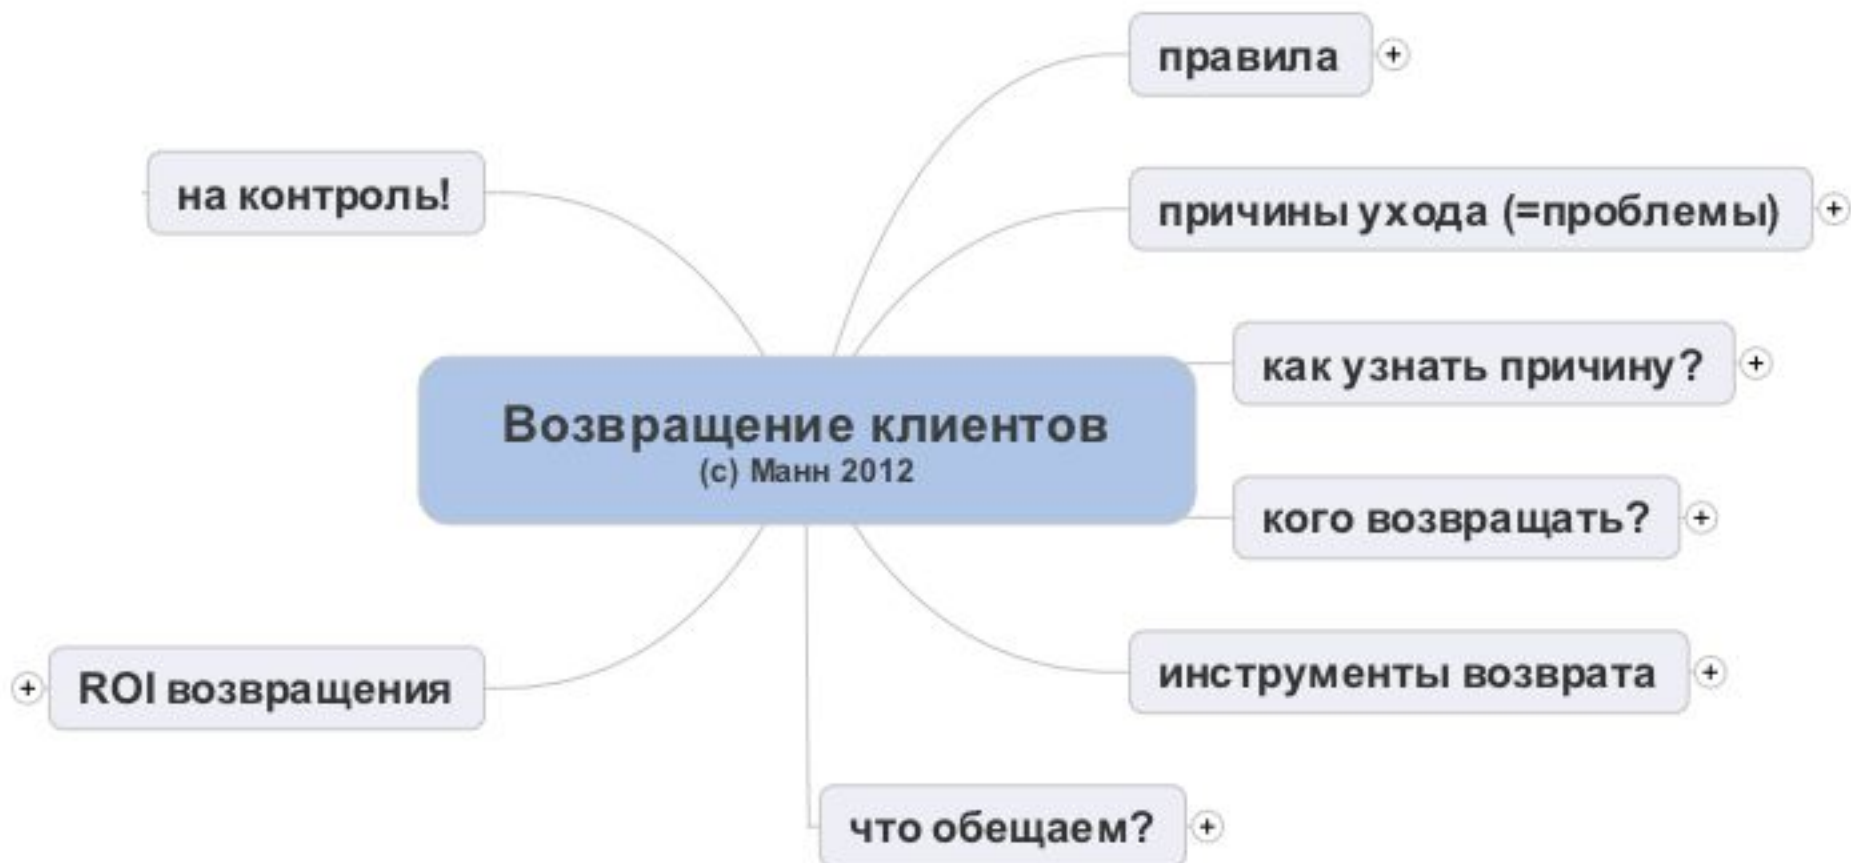 правила
причины ухода (=проблемы)
как узнать причину?
кого возвращать?
инструменты возврата
что обещаем?
ROI возвращения
на контроль!
Возвращение клиентов
(с) Манн 2012